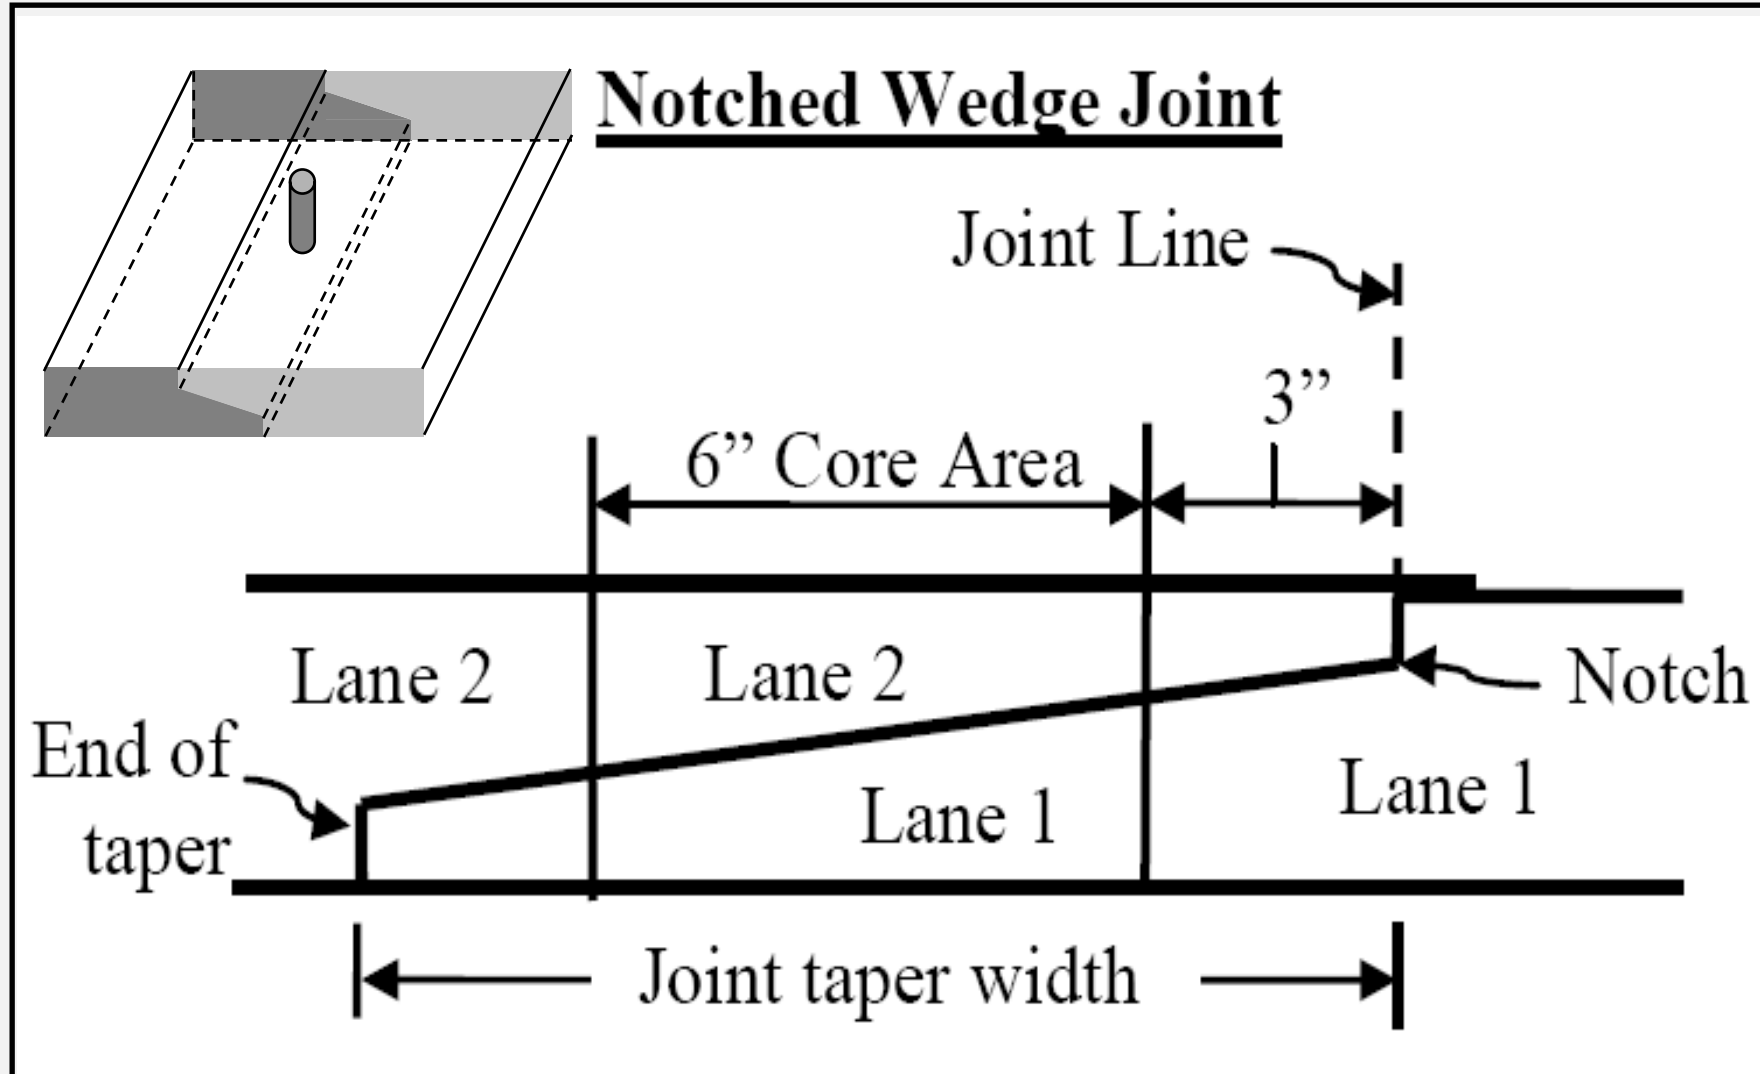 Notched Wedge Joint
Joint Line
3”
6” Core Area
Lane 2
Lane 2
Notch
End of
taper
Lane 1
Lane 1
Joint taper width